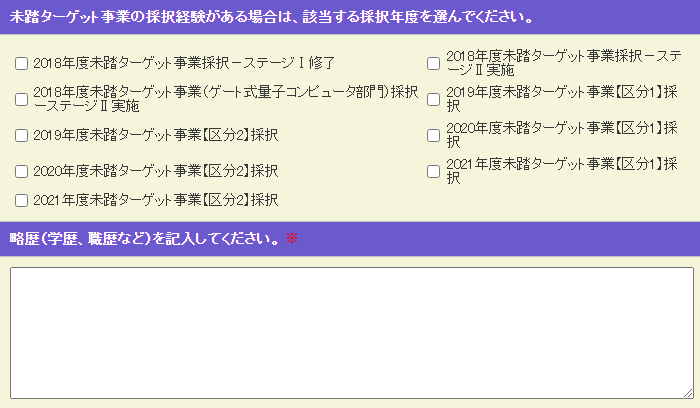 未踏ターゲット事業の採択経験がある場合は、該当する採択年度を選んでください。
2018年度未踏ターゲット事業採択－ステージⅠ修了
2018年度未踏ターゲット事業採択－ステ
ージⅡ実施
2018年度未踏ターゲット事業（ゲート式量子コンピュータ部門）採択
－ステージⅡ実施
2019年度未踏ターゲット事業【区分1】採
択
2019年度未踏ターゲット事業【区分2】採択
2020年度未踏ターゲット事業【区分1】採
択
2020年度未踏ターゲット事業【区分2】採択
2021年度未踏ターゲット事業【区分1】採
択
2021年度未踏ターゲット事業【区分2】採択
略歴（学歴、職歴など）を記入してください。 ※